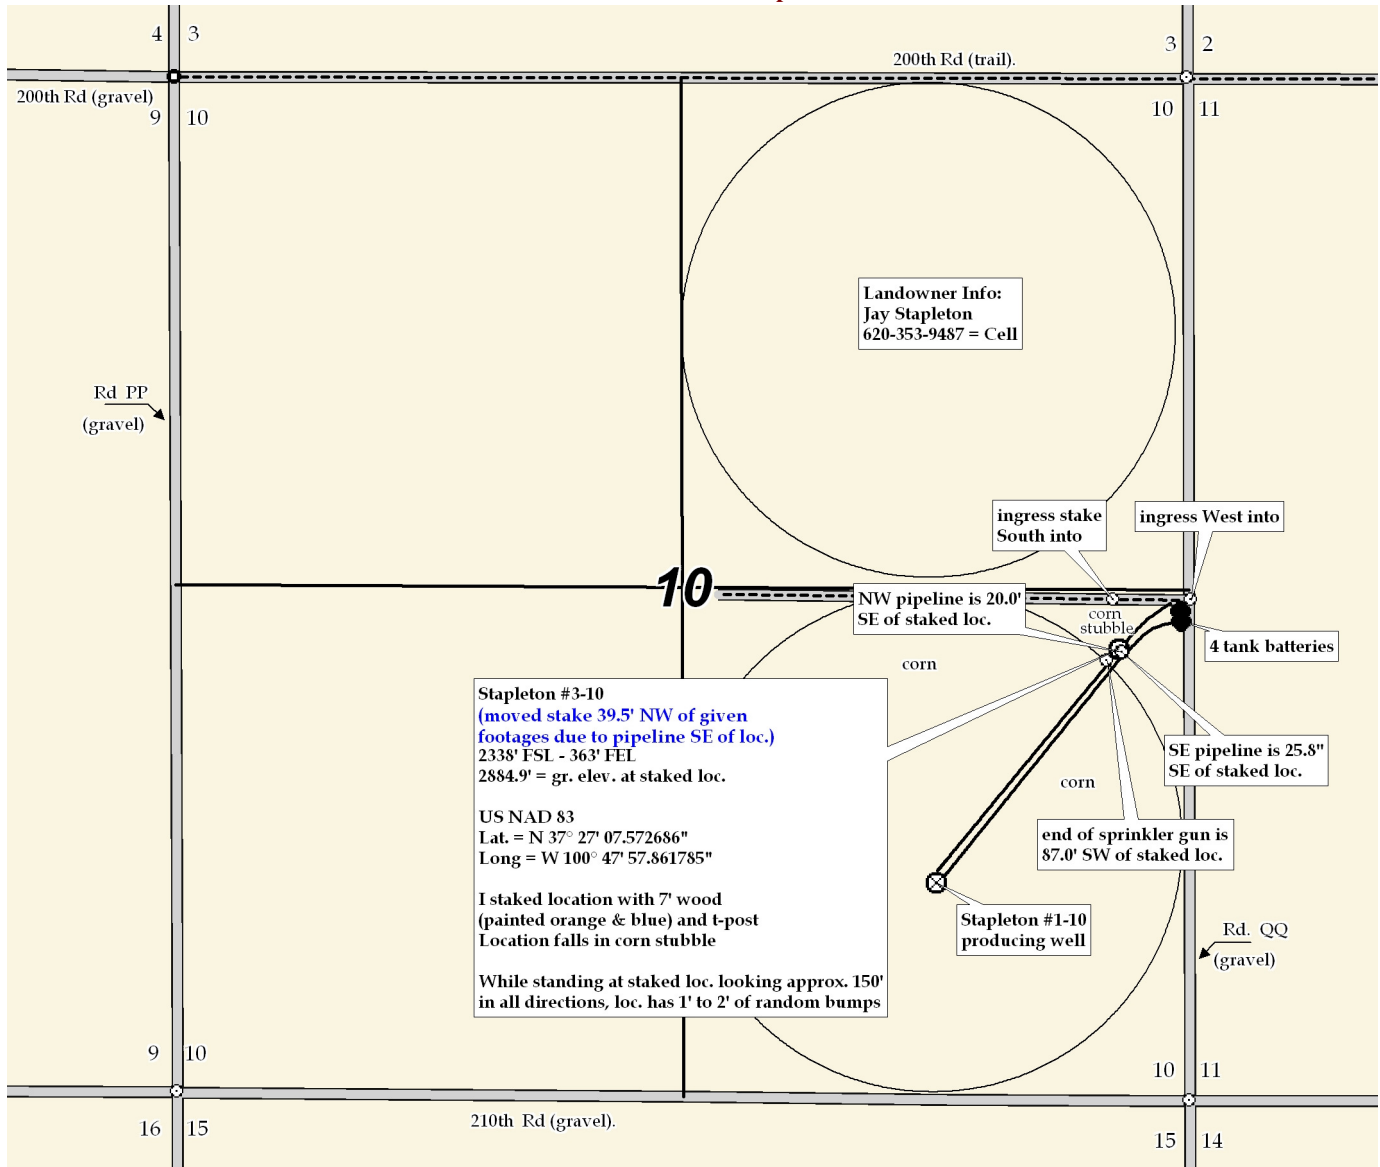 4 3
3 2
200th Rd (trail).
200th Rd (gravel)
9 10
10 11
Landowner Info:
Jay Stapleton
620-353-9487 = Cell
Rd PP
(gravel)
ingress stake
South into
ingress West into
10
NW pipeline is 20.0'
SE of staked loc.
corn
stubble
4 tank batteries
corn
Stapleton #3-10
(moved stake 39.5' NW of given
footages due to pipeline SE of loc.)
2338' FSL - 363' FEL
2884.9' = gr. elev. at staked loc.
US NAD 83
Lat. = N 37° 27' 07.572686"
Long = W 100° 47' 57.861785"
I staked location with 7' wood
(painted orange & blue) and t-post
Location falls in corn stubble
While standing at staked loc. looking approx. 150'
in all directions, loc. has 1' to 2' of random bumps
SE pipeline is 25.8"
SE of staked loc.
corn
end of sprinkler gun is
87.0' SW of staked loc.
Stapleton #1-10
producing well
Rd. QQ
(gravel)
9 10
10 11
210th Rd (gravel).
16 15
15 14